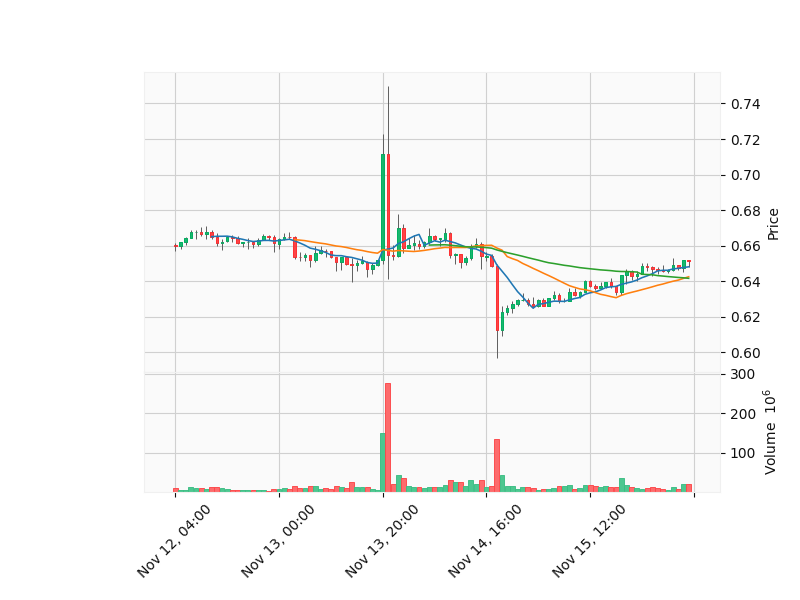 0.74
0.72
0.70
0.68
0.66
0.64
0.62
0.60
Price
300
200
100
Volume 10^6
Nov 12, 04:00
Nov 13, 00:00
Nov 13, 20:00
Nov 14, 16:00
Nov 15, 12:00